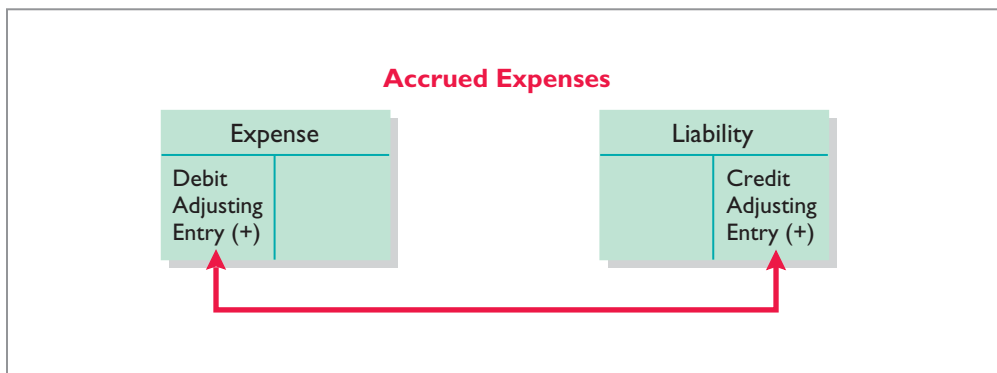 Accrued Expenses
Expense
Debit
Adjusting
Entry (+)
Liability
Credit
Adjusting
Entry (+)